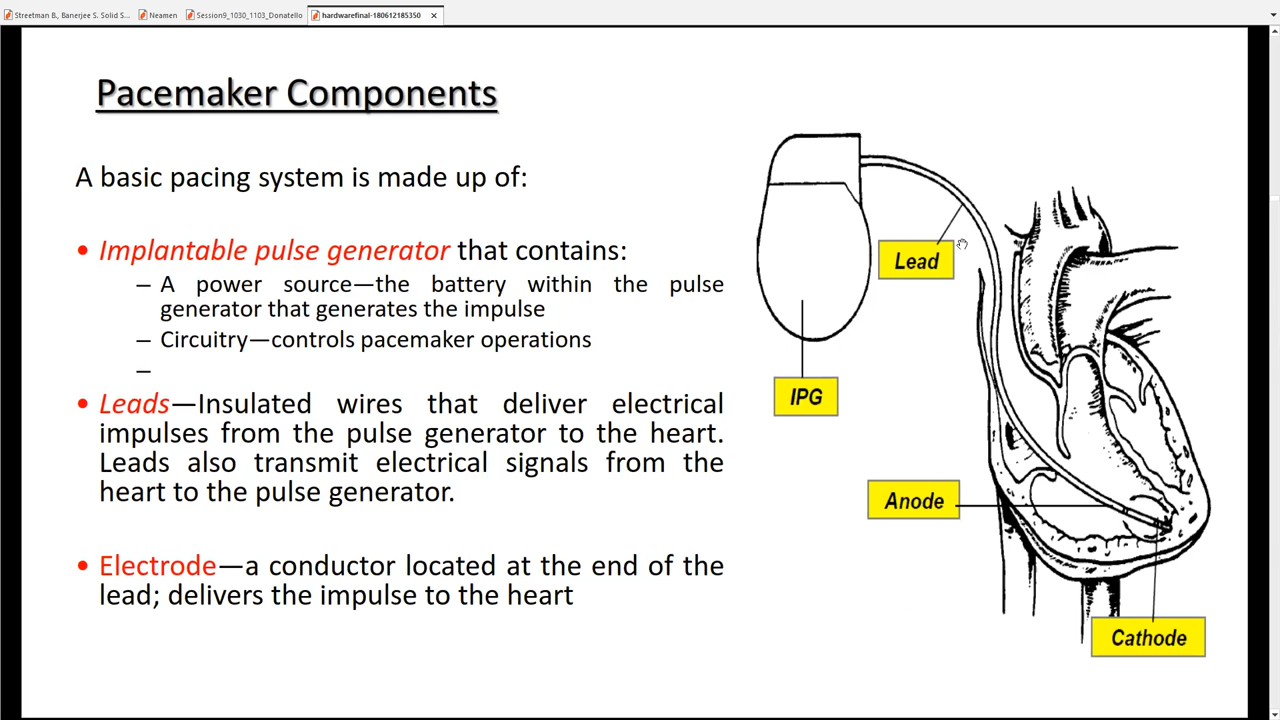 Streetman B., Banerjee S. Solid S...
Neamen
Session9_1030_1103_Donatello
hardwarefinal-180612185350
Pacemaker Components
A basic pacing system is made up of:
• Implantable pulse generator that contains:
– A power source—the battery within the pulse
generator that generates the impulse
– Circuitry—controls pacemaker operations
–
• Leads—Insulated wires that deliver electrical
impulses from the pulse generator to the heart.
Leads also transmit electrical signals from the
heart to the pulse generator.
• Electrode—a conductor located at the end of the
lead; delivers the impulse to the heart
Lead
IPG
Anode
Cathode